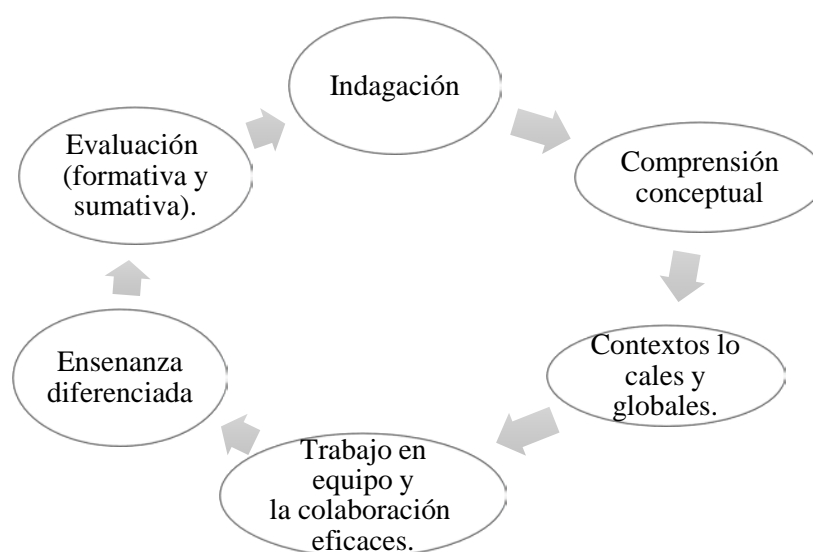 Indagación
Comprensión
conceptual
Contextos lo
cales y
globales.
Trabajo en
equipo y
la colaboración
eficaces.
Ensenanza
diferenciada
Evaluación
(formativa y
sumativa).